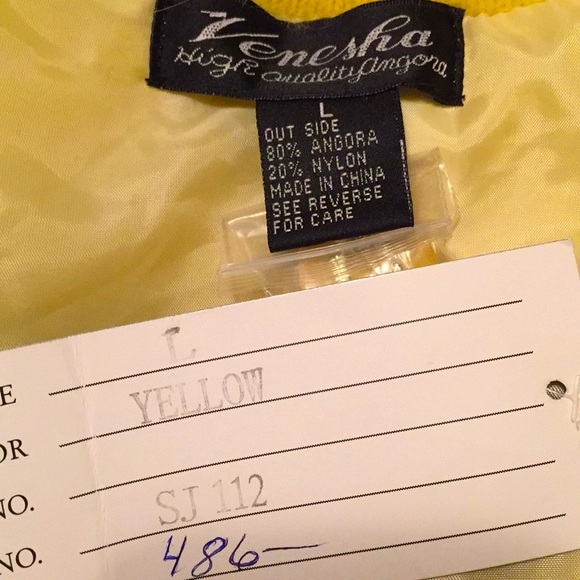 Zenesha
High Quality Angora
L
OUT SIDE
80% ANGORA
20% NYLON
MADE IN CHINA
SEE REVERSE
FOR CARE
E L
OR YELLOW
NO. SJ 112
NO. 486—